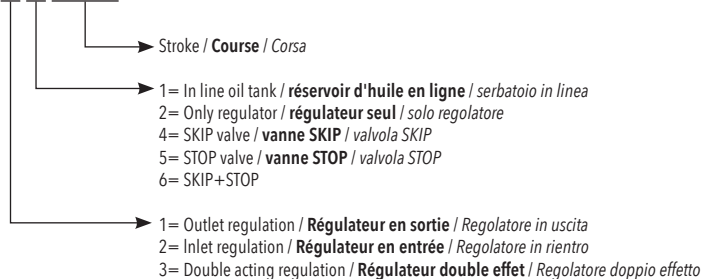 Stroke / Course / Corsa
1= In line oil tank / réservoir d'huile en ligne / serbatoio in linea
2= Only regulator / régulateur seul / solo regolatore
4= SKIP valve / vanne SKIP / valvola SKIP
5= STOP valve / vanne STOP / valvola STOP
6= SKIP+STOP
1= Outlet regulation / Régulateur en sortie / Regolatore in uscita
2= Inlet regulation / Régulateur en entrée / Regolatore in rientro
3= Double acting regulation / Régulateur double effet / Regolatore doppio effetto